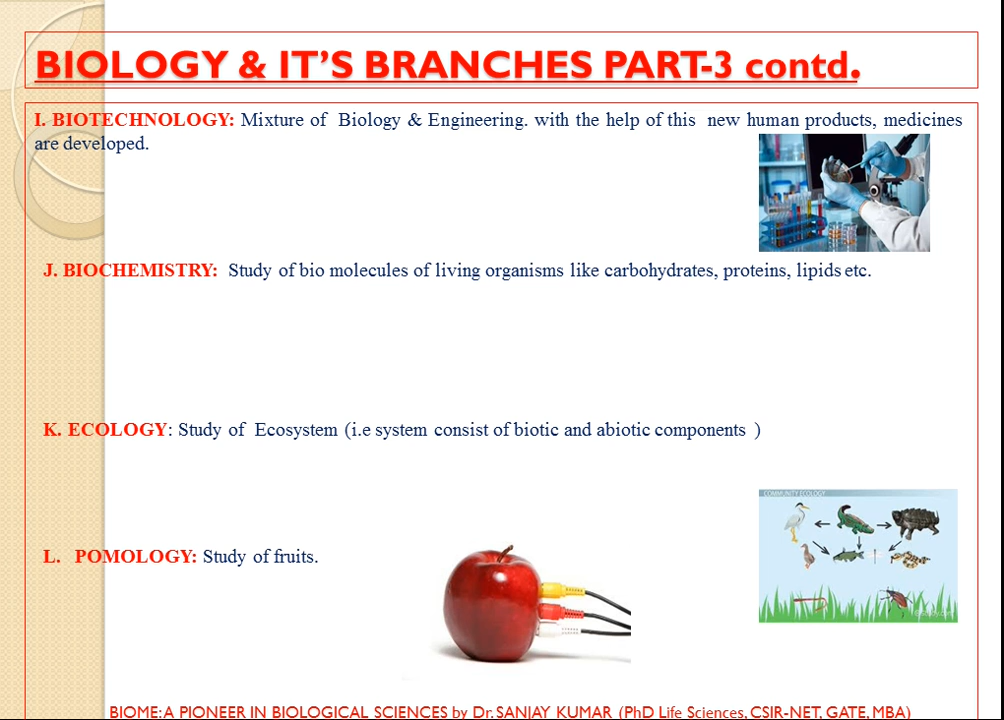 BIOLOGY & IT’S BRANCHES PART-3 contd.
I. BIOTECHNOLOGY: Mixture of Biology & Engineering. with the help of this new human products, medicines
are developed.
J. BIOCHEMISTRY: Study of bio molecules of living organisms like carbohydrates, proteins, lipids etc.
K. ECOLOGY: Study of Ecosystem (i.e system consist of biotic and abiotic components )
COMMUNITY ECOLOGY
L. POMOLOGY: Study of fruits.
BIOME: A PIONEER IN BIOLOGICAL SCIENCES by Dr. SANJAY KUMAR (PhD Life Sciences, CSIR-NET, GATE, MBA)